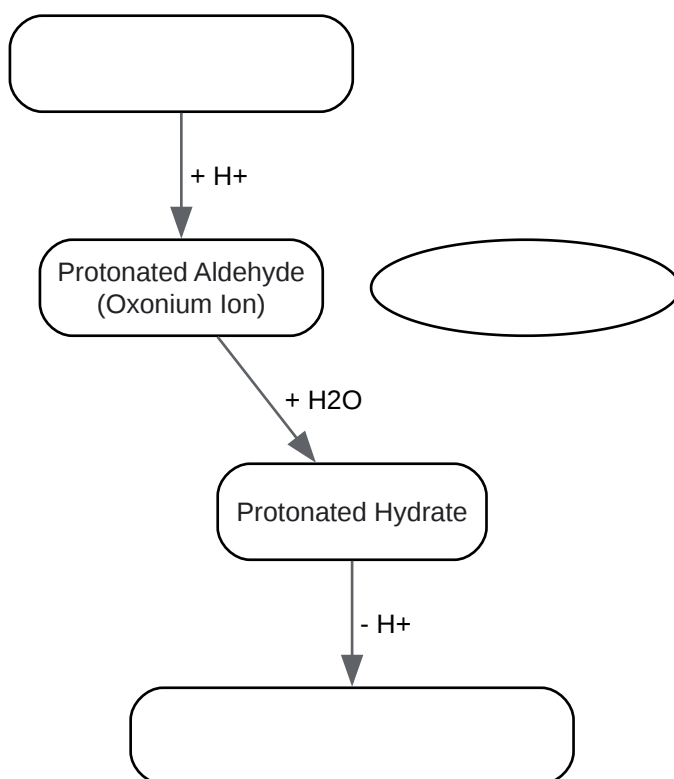 + H+
Protonated Aldehyde
(Oxonium Ion)
+ H2O
Protonated Hydrate
- H+